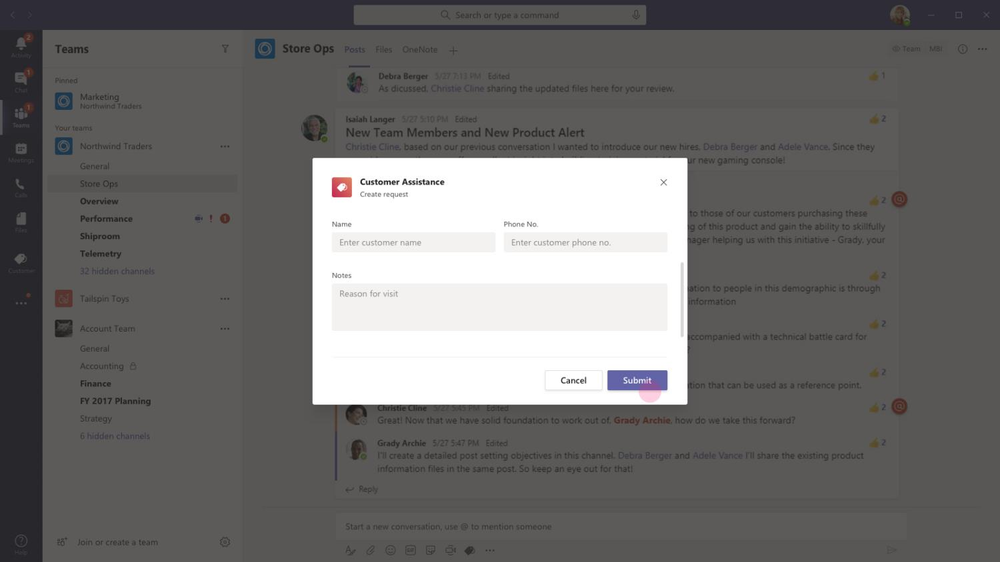 Search or type a command
Activity
2
Chat
1
Teams
1
Meetings
Calls
Files
Customer
Help
Teams
Pinned
Marketing
Northwind Traders
Your teams
Northwind Traders
General
Store Ops
Overview
Performance
! 1
Shiproom
Telemetry
32 hidden channels
Tailspin Toys
Account Team
General
Accounting
Finance
FY 2017 Planning
Strategy
6 hidden channels
Join or create a team
Store Ops Posts Files OneNote
Team MBI
Debra Berger 5/27 7:13 PM Edited 1
As dicussed, Christie Cline sharing the updated files here for your review.
Isaiah Langer 5/27 5:10 PM Edited 2
New Team Members and New Product Alert
Christie Cline, based on our previous conversation I wanted to introduce our new hires, Debra Berger and Adele Vance. Since they
ur new gaming console!
2 @
to those of our customers purchasing these
g of this product and gain the ability to skillfully
nager helping us with this initiative - Grady, your
2
ation to people in this demographic is through
information
2
accompanied with a technical battle card for
?
2
ation that can be used as a reference point.
Customer Assistance
Create request
Name
Enter customer name
Phone No.
Enter customer phone no.
Notes
Reason for visit
Cancel Submit
Christie Cline 5/27 5:45 PM Edited 2 @
Great! Now that we have solid foundation to work out of, Grady Archie, how do we take this forward?
Grady Archie 5/27 5:47 PM Edited 2
I'll create a detailed post setting objectives in this channel. Debra Berger and Adele Vance I'll share the existing product
information files in the same post. So keep an eye out for that!
Reply
Start a new conversation, use @ to mention someone
GIF